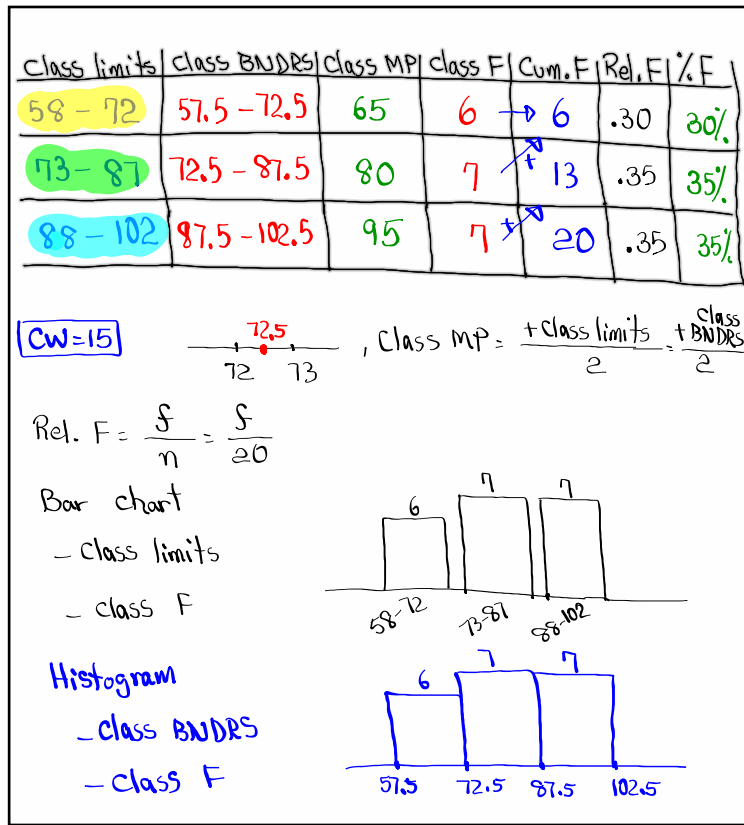 Class limits Class BNDRS Class MP Class F Cum. F Rel. F % F
58 - 72 57.5 - 72.5 65 6 6 .30 30%
73 - 87 72.5 - 87.5 80 7 + 13 .35 35%
88 - 102 87.5 - 102.5 95 7 + 20 .35 35%
CW=15
72.5
72 73
, Class MP = + Class limits / 2 = + class BNDRS / 2
Rel. F = f / n = f / 20
Bar chart
- Class limits
- class F
6 7 7
58-72 73-87 88-102
Histogram
- Class BNDRS
- Class F
6 7 7
57.5 72.5 87.5 102.5